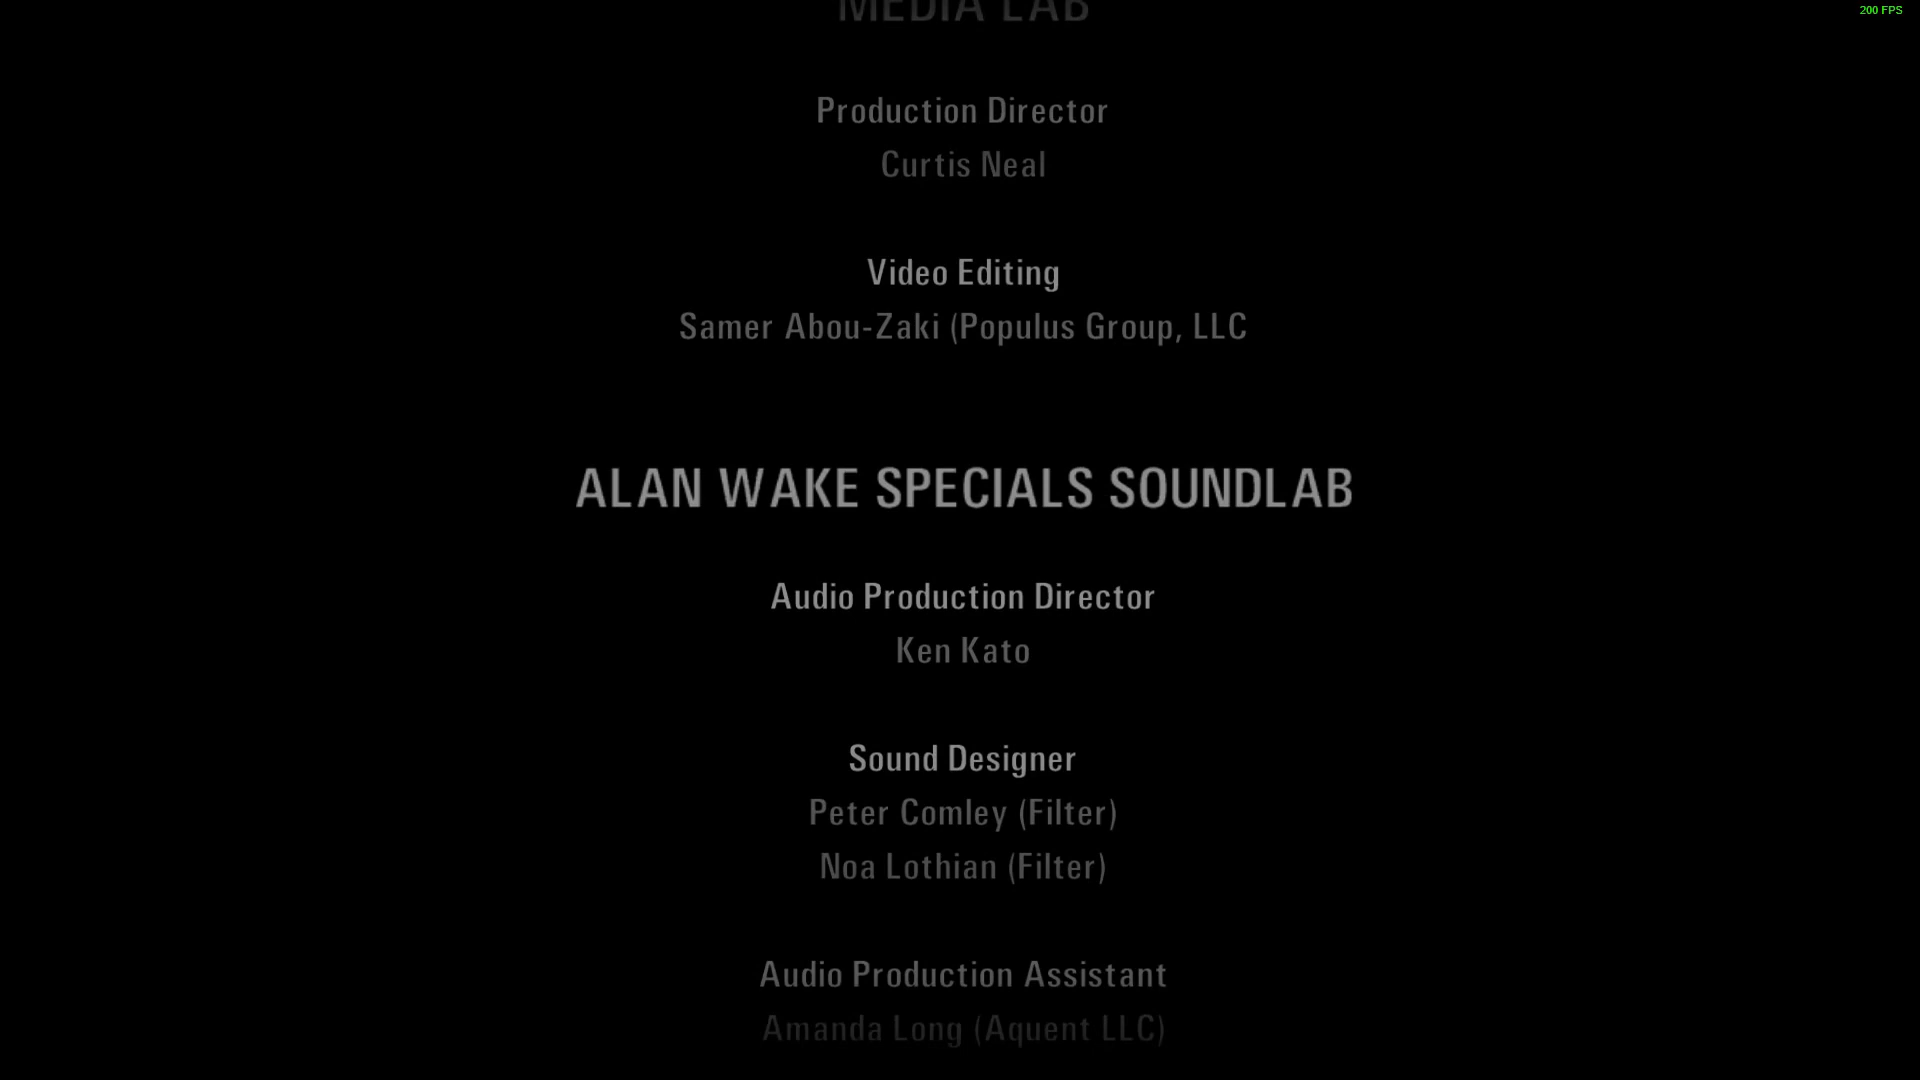 MEDIA LAB
200 FPS
Production Director
Curtis Neal
Video Editing
Samer Abou-Zaki (Populus Group, LLC
ALAN WAKE SPECIALS SOUNDLAB
Audio Production Director
Ken Kato
Sound Designer
Peter Comley (Filter)
Noa Lothian (Filter)
Audio Production Assistant
Amanda Long (Aquent LLC)